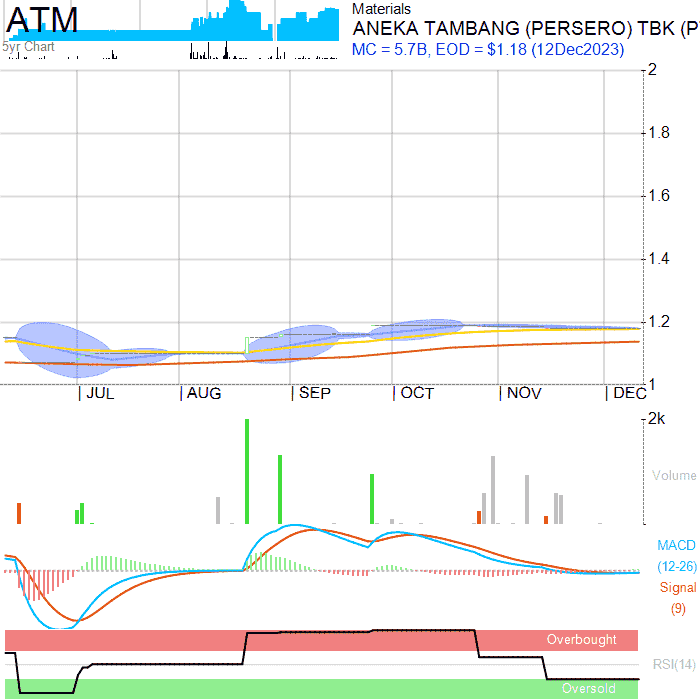 ATM
5yr Chart
Materials
ANEKA TAMBANG (PERSERO) TBK (P
MC = 5.7B, EOD = $1.18 (12Dec2023)
2
1.8
1.6
1.4
1.2
1
JUL AUG SEP OCT NOV DEC
2k
Volume
MACD
(12-26)
Signal
(9)
Overbought
RSI(14)
Oversold